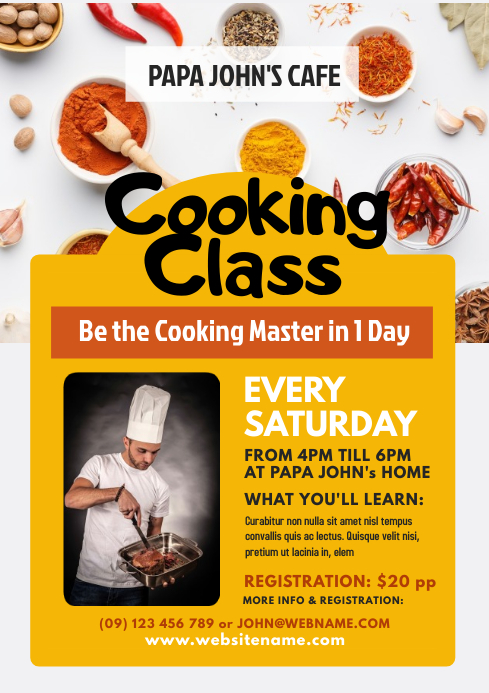 PAPA JOHN'S CAFE
Cooking
Class
Be the Cooking Master in 1 Day
EVERY
SATURDAY
FROM 4PM TILL 6PM
AT PAPA JOHN's HOME
WHAT YOU'LL LEARN:
Curabitur non nulla sit amet nisl tempus
convallis quis ac lectus. Quisque velit nisi,
pretium ut lacinia in, elem
REGISTRATION: $20 pp
MORE INFO & REGISTRATION:
(09) 123 456 789 or JOHN@WEBNAME.COM
www.websitename.com